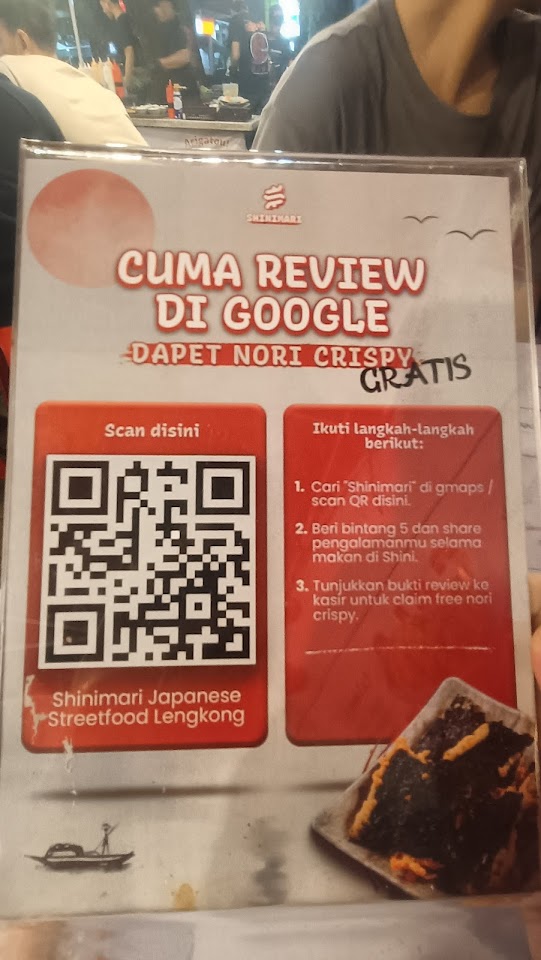 Arigatou!
SHINIMARI
CUMA REVIEW
DI GOOGLE
DAPET NORI CRISPY
GRATIS
Scan disini
Shinimari Japanese
Streetfood Lengkong
Ikuti langkah-langkah
berikut:
1. Cari "Shinimari" di gmaps /
scan QR disini.
2. Beri bintang 5 dan share
pengalamanmu selama
makan di Shini.
3. Tunjukkan bukti review ke
kasir untuk claim free nori
crispy.